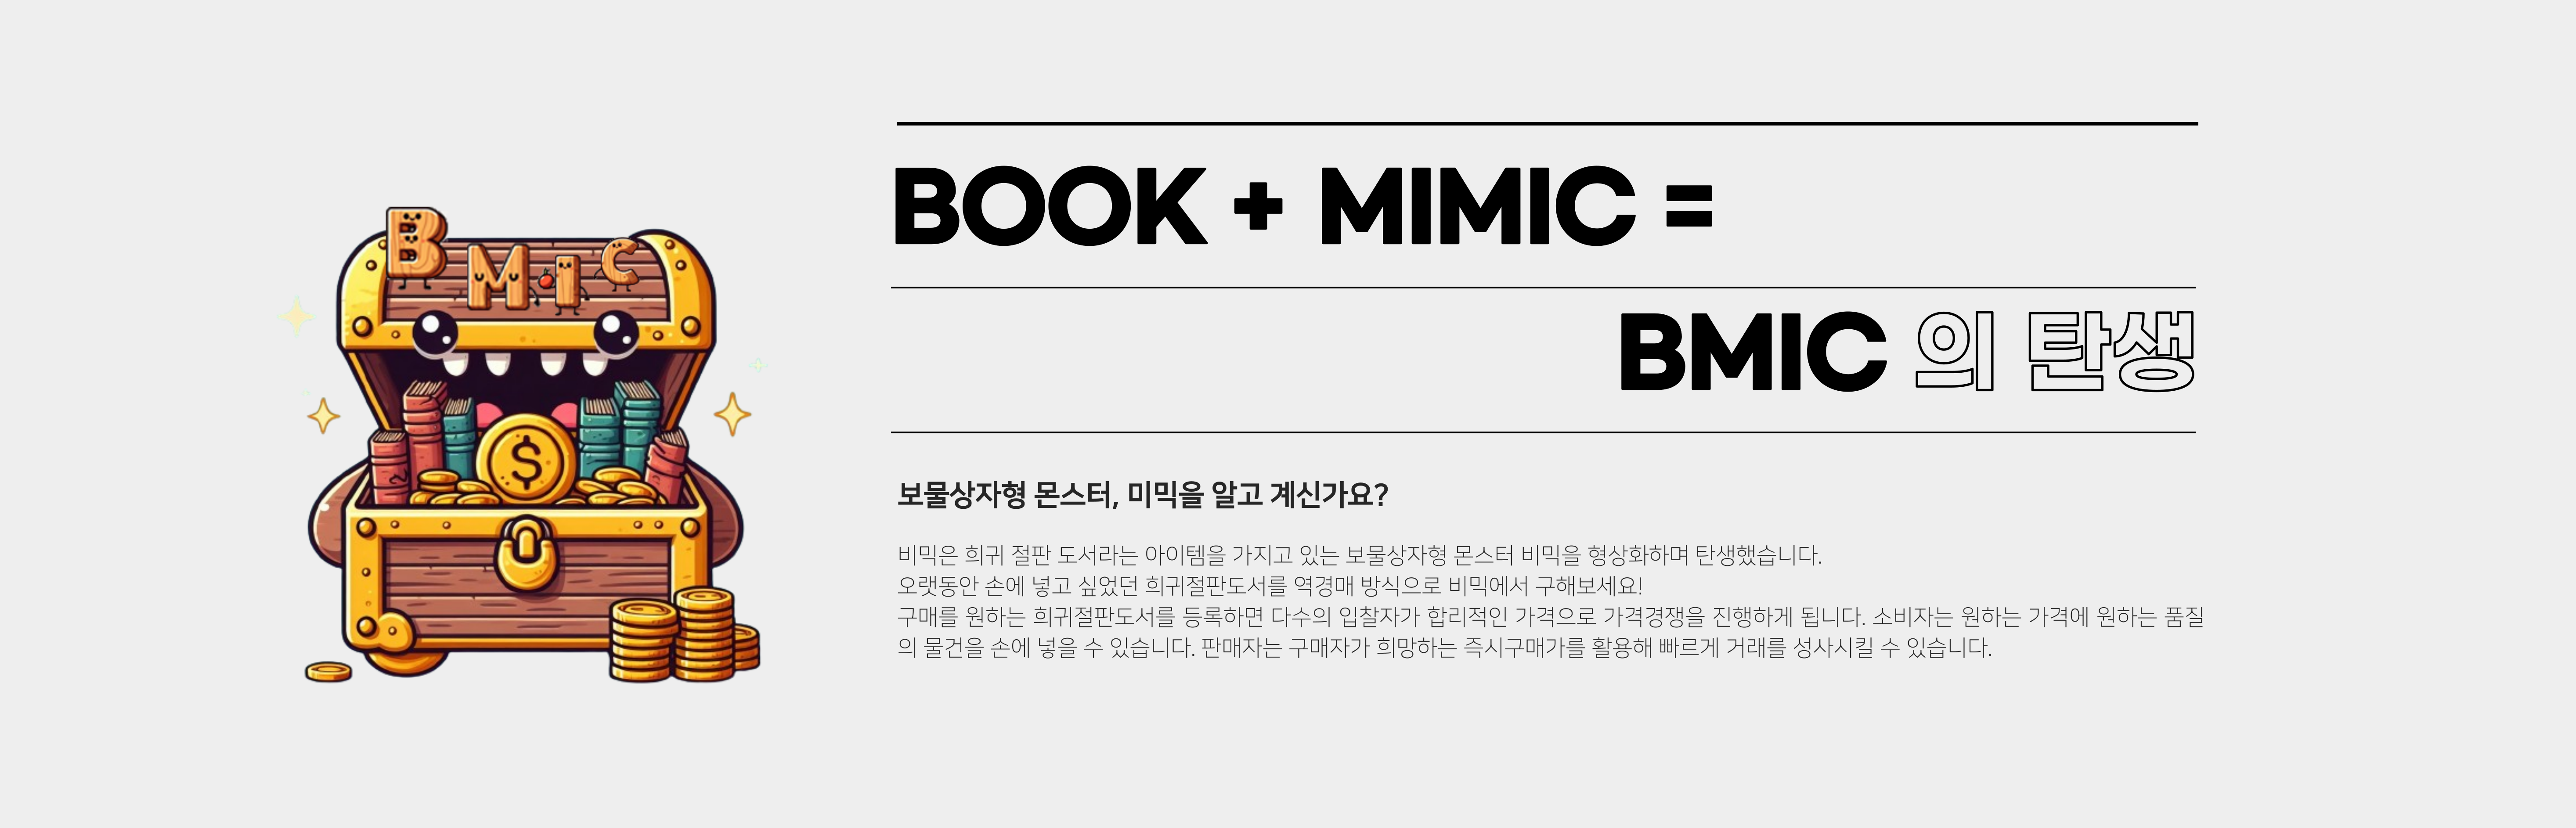 BMIC
$
BOOK + MIMIC =
BMIC 의 탄생
보물상자형 몬스터, 미믹을 알고 계신가요?
비믹은 희귀 절판 도서라는 아이템을 가지고 있는 보물상자형 몬스터 비믹을 형상화하며 탄생했습니다.
오랫동안 손에 넣고 싶었던 희귀절판도서를 역경매 방식으로 비믹에서 구해보세요!
구매를 원하는 희귀절판도서를 등록하면 다수의 입찰자가 합리적인 가격으로 가격경쟁을 진행하게 됩니다. 소비자는 원하는 가격에 원하는 품질
의 물건을 손에 넣을 수 있습니다. 판매자는 구매자가 희망하는 즉시구매가를 활용해 빠르게 거래를 성사시킬 수 있습니다.